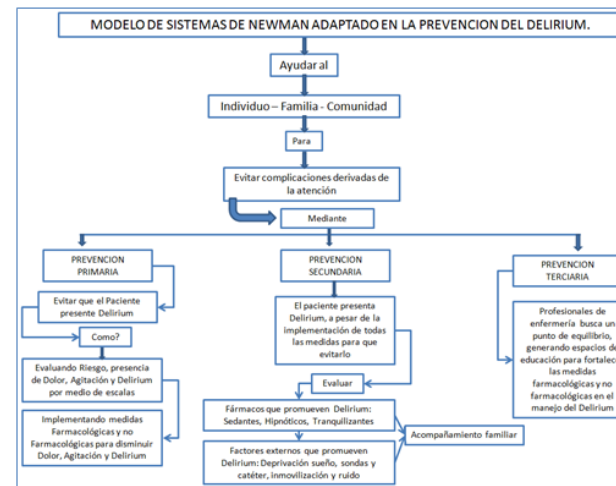 MODELO DE SISTEMAS DE NEWMAN ADAPTADO EN LA PREVENCION DEL DELIRIUM.
Ayudar al
Individuo – Familia - Comunidad
Para
Evitar complicaciones derivadas de
la atención
Mediante
PREVENCION
PRIMARIA
Evitar que el Paciente
presente Delirium
Como?
Evaluando Riesgo, presencia
de Dolor, Agitación y Delirium
por medio de escalas
Implementando medidas
Farmacológicas y no
Farmacológicas para disminuir
Dolor, Agitación y Delirium
PREVENCION
SECUNDARIA
El paciente presenta
Delirium, a pesar de la
implementación de todas
las medidas para que
evitarlo
Evaluar
Fármacos que promueven Delirium:
Sedantes, Hipnóticos, Tranquilizantes
Factores externos que promueven
Delirium: Deprivación sueño, sondas y
catéter, inmovilización y ruido
Acompañamiento familiar
PREVENCION
TERCIARIA
Profesionales de
enfermería busca un
punto de equilibrio,
generando espacios de
educación para fortalece
las medidas
farmacológicas y no
farmacológicas en el
manejo del Delirium